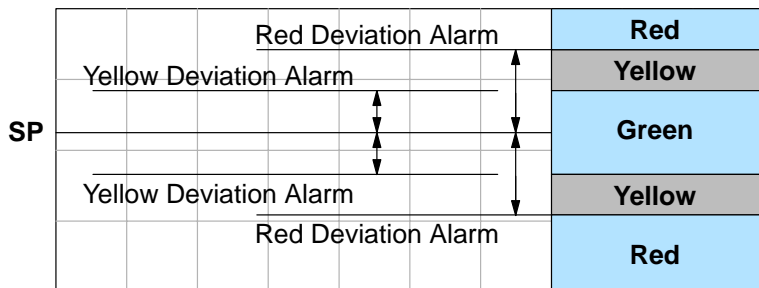 Red Deviation Alarm
Red
Yellow Deviation Alarm
Yellow
SP
Green
Yellow Deviation Alarm
Yellow
Red Deviation Alarm
Red